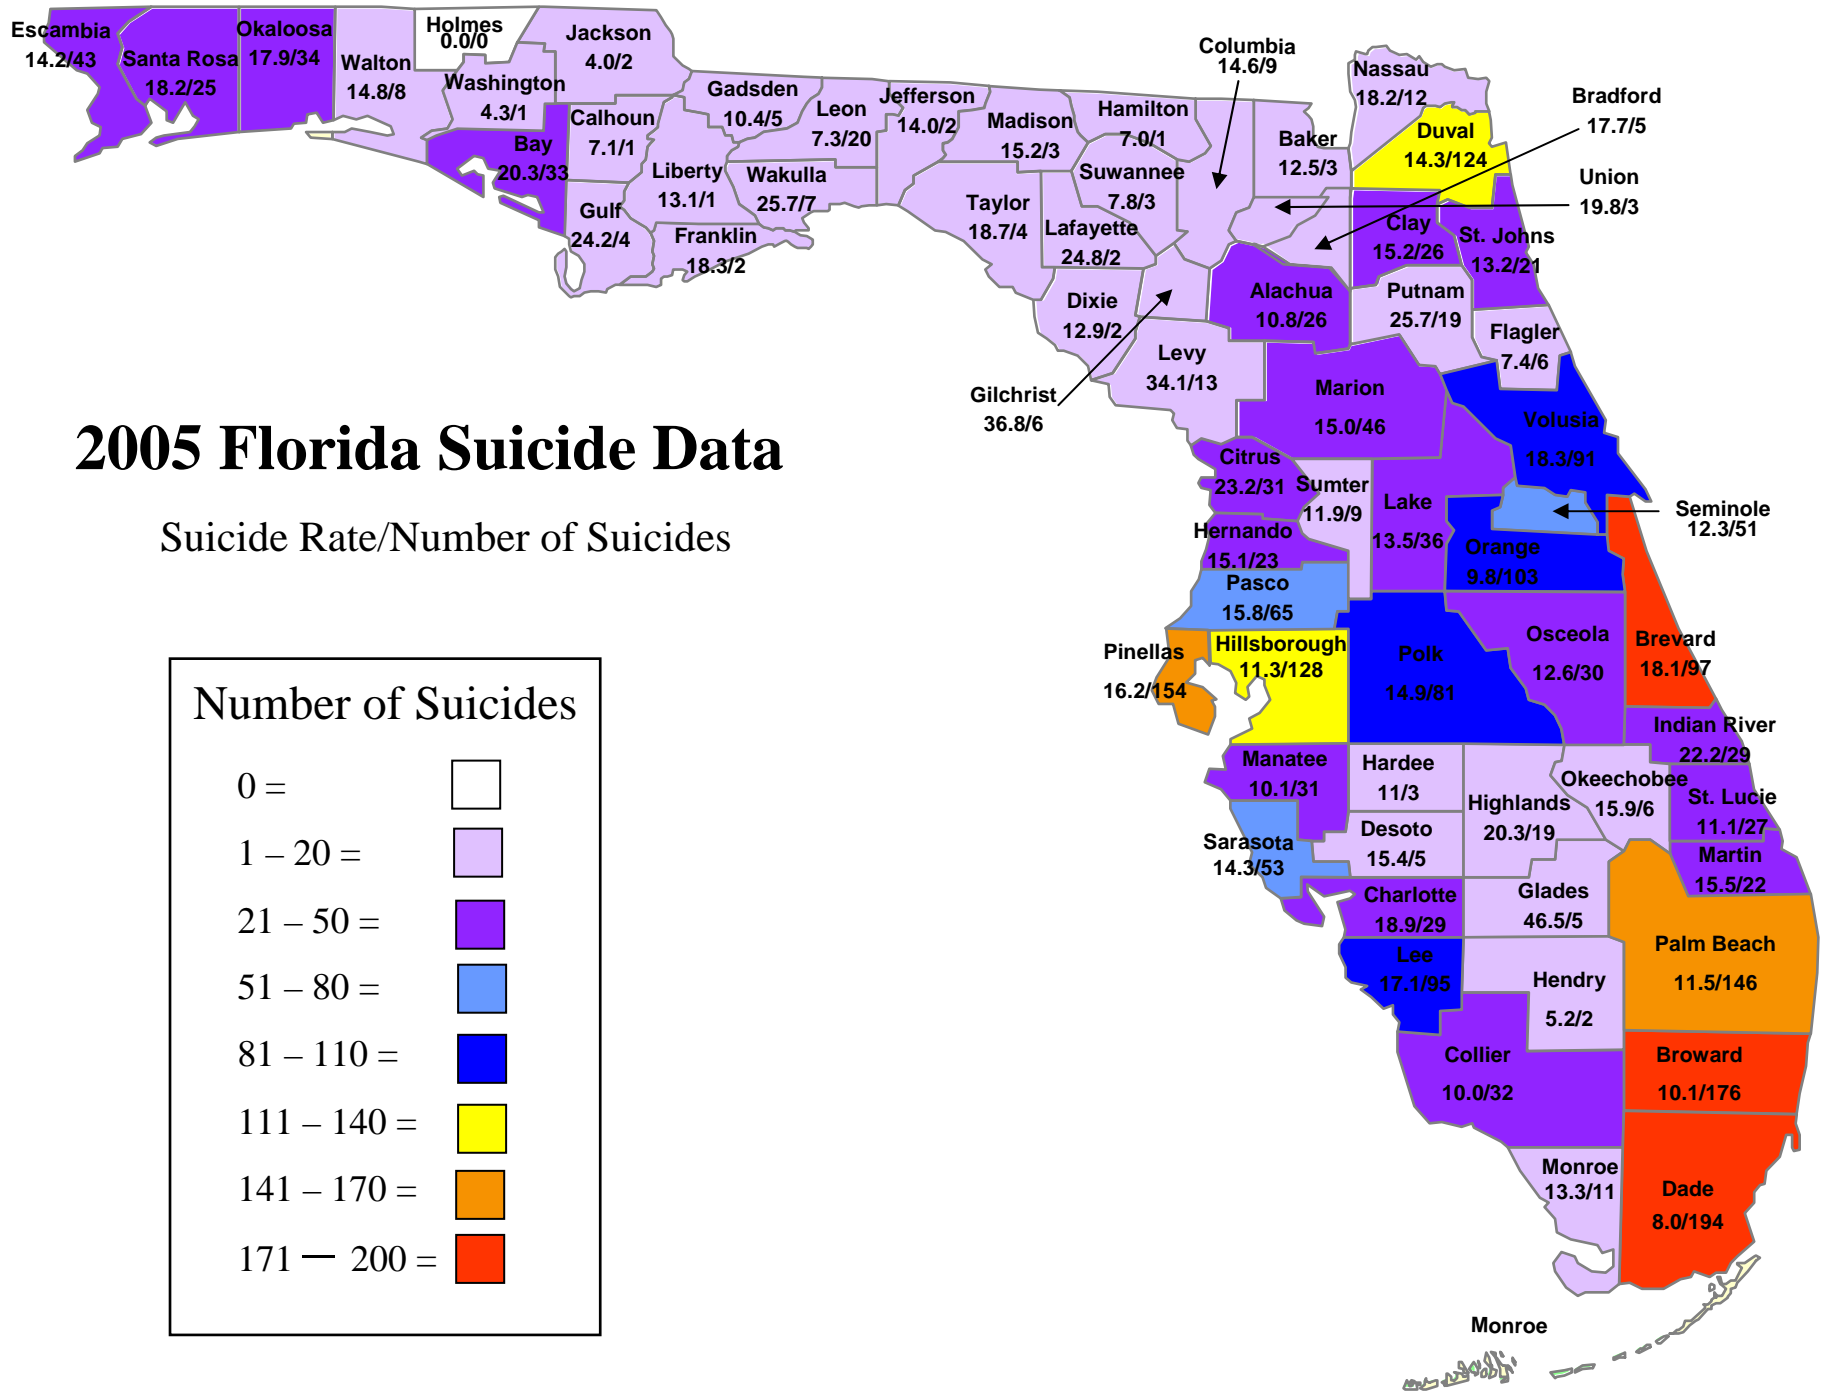 Escambia
14.2/43
Santa Rosa
18.2/25
Okaloosa
17.9/34
Walton
14.8/8
Holmes
0.0/0
Washington
4.3/1
Jackson
4.0/2
Bay
20.3/33
Calhoun
7.1/1
Gulf
24.2/4
Liberty
13.1/1
Gadsden
10.4/5
Franklin
18.3/2
Wakulla
25.7/7
Leon
7.3/20
Jefferson
14.0/2
Madison
15.2/3
Taylor
18.7/4
Hamilton
7.0/1
Suwannee
7.8/3
Lafayette
24.8/2
Dixie
12.9/2
Columbia
14.6/9
Baker
12.5/3
Nassau
18.2/12
Duval
14.3/124
Bradford
17.7/5
Union
19.8/3
Clay
15.2/26
St. Johns
13.2/21
Alachua
10.8/26
Putnam
25.7/19
Flagler
7.4/6
Gilchrist
36.8/6
Levy
34.1/13
Marion
15.0/46
Volusia
18.3/91
2005 Florida Suicide Data
Suicide Rate/Number of Suicides
Citrus
23.2/31
Sumter
11.9/9
Lake
13.5/36
Seminole
12.3/51
Hernando
15.1/23
Orange
9.8/103
Pasco
15.8/65
Pinellas
16.2/154
Hillsborough
11.3/128
Polk
14.9/81
Osceola
12.6/30
Brevard
18.1/97
Indian River
22.2/29
Manatee
10.1/31
Hardee
11/3
Highlands
20.3/19
Okeechobee
15.9/6
St. Lucie
11.1/27
Sarasota
14.3/53
Desoto
15.4/5
Martin
15.5/22
Charlotte
18.9/29
Glades
46.5/5
Palm Beach
11.5/146
Lee
17.1/95
Hendry
5.2/2
Collier
10.0/32
Broward
10.1/176
Monroe
13.3/11
Dade
8.0/194
Monroe
Number of Suicides
0 =
1 – 20 =
21 – 50 =
51 – 80 =
81 – 110 =
111 – 140 =
141 – 170 =
171 — 200 =